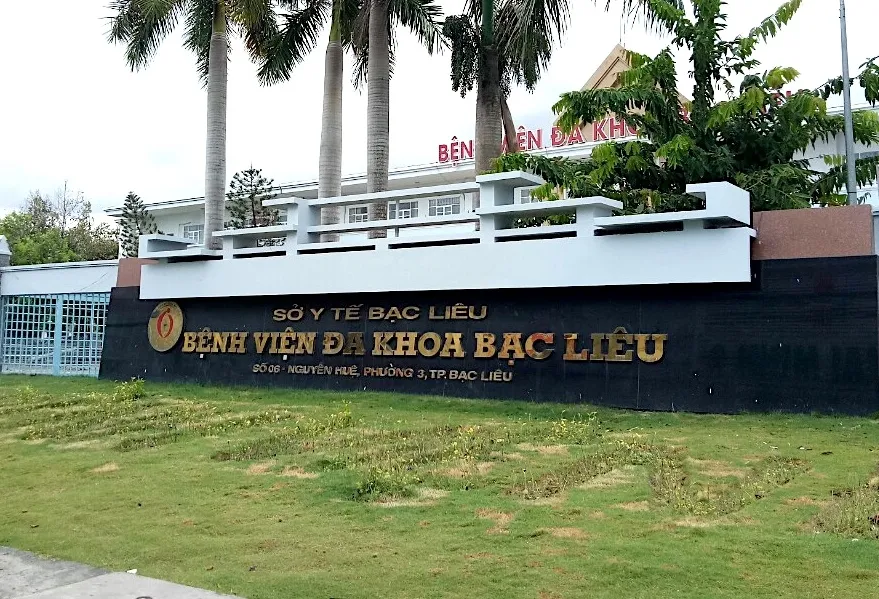 BỆNH VIỆN ĐA KHOA
SỞ Y TẾ BẠC LIÊU
BỆNH VIỆN ĐA KHOA BẠC LIÊU
SỐ 06 - NGUYỄN HUỆ, PHƯỜNG 3, TP. BẠC LIÊU